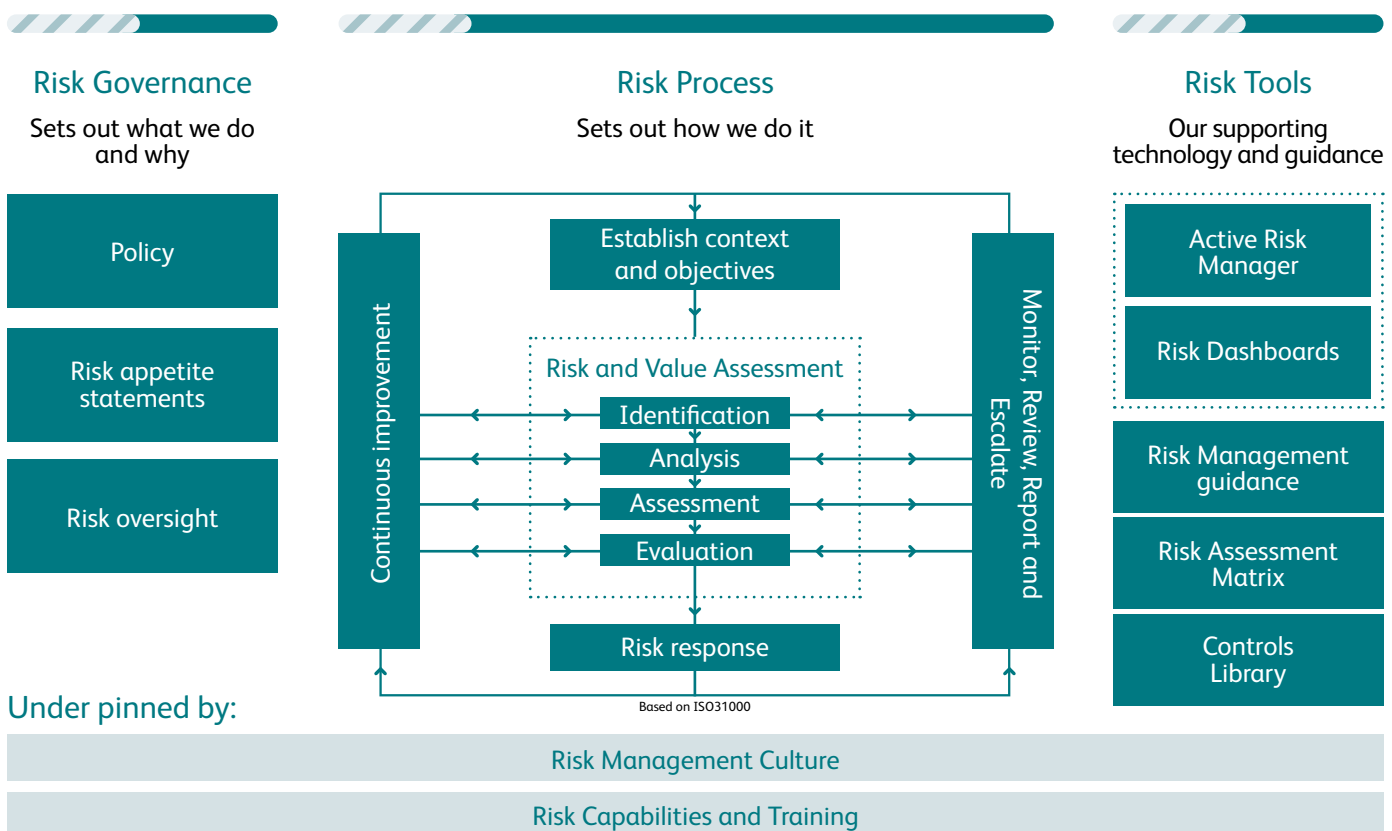 Risk Governance
Sets out what we do
and why
Policy
Risk appetite
statements
Risk oversight
Risk Process
Sets out how we do it
Establish context
and objectives
Continuous improvement
Risk and Value Assessment
Identification
Analysis
Assessment
Evaluation
Monitor, Review, Report and
Escalate
Risk response
Based on ISO31000
Risk Tools
Our supporting
technology and guidance
Active Risk
Manager
Risk Dashboards
Risk Management
guidance
Risk Assessment
Matrix
Controls
Library
Under pinned by:
Risk Management Culture
Risk Capabilities and Training